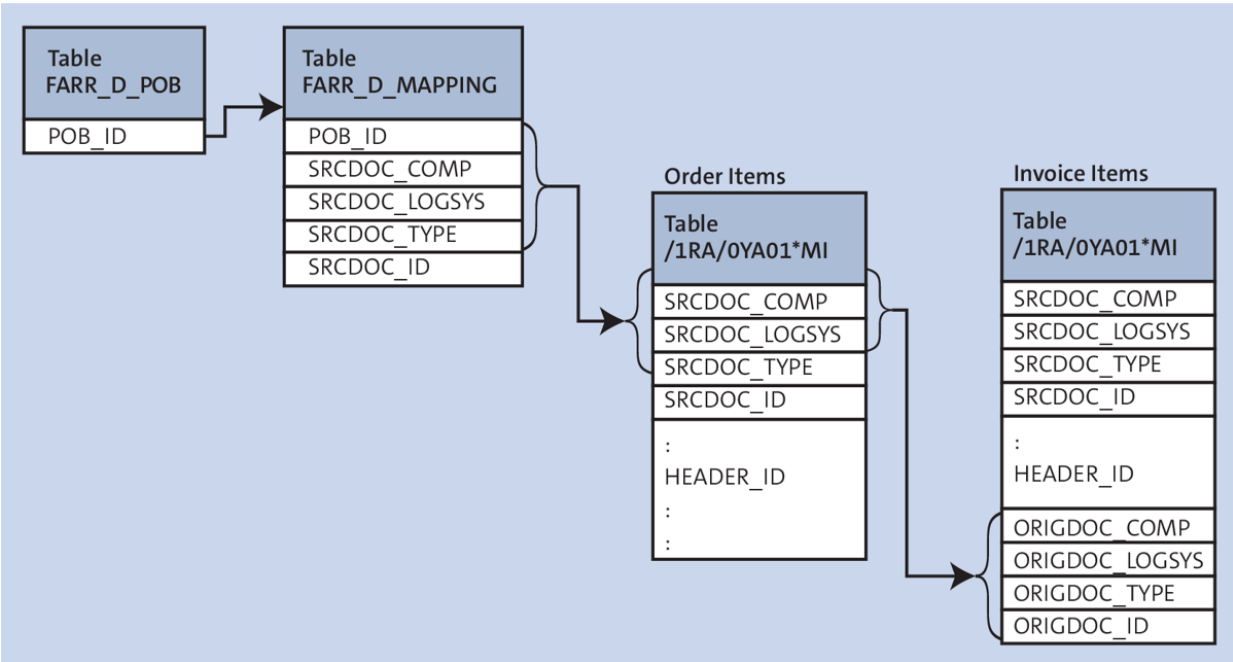 Table
FARR_D_POB
POB_ID
Table
FARR_D_MAPPING
POB_ID
SRCDOC_COMP
SRCDOC_LOGSYS
SRCDOC_TYPE
SRCDOC_ID
Order Items
Table
/1RA/0YA01*MI
SRCDOC_COMP
SRCDOC_LOGSYS
SRCDOC_TYPE
SRCDOC_ID
:
HEADER_ID
:
:
Invoice Items
Table
/1RA/0YA01*MI
SRCDOC_COMP
SRCDOC_LOGSYS
SRCDOC_TYPE
SRCDOC_ID
:
HEADER_ID
ORIGDOC_COMP
ORIGDOC_LOGSYS
ORIGDOC_TYPE
ORIGDOC_ID